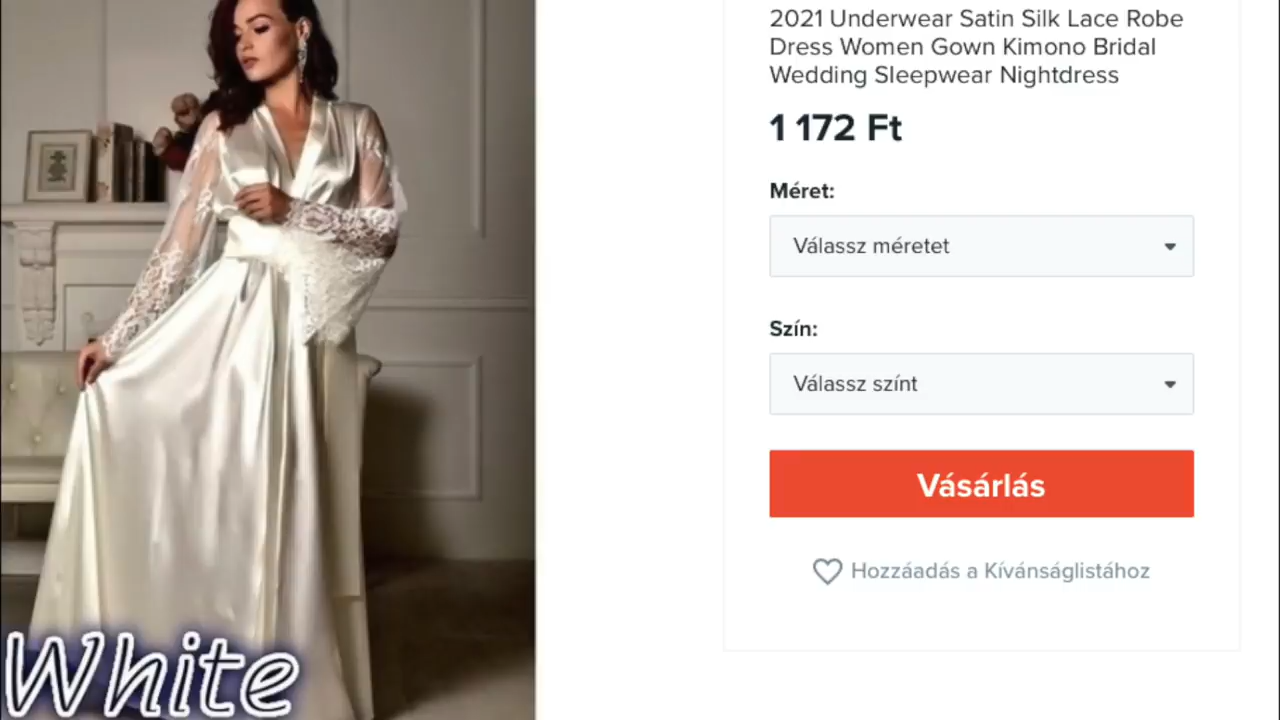 2021 Underwear Satin Silk Lace Robe
Dress Women Gown Kimono Bridal
Wedding Sleepwear Nightdress
1 172 Ft
Méret:
Válassz méretet
Szín:
Válassz színt
Vásárlás
Hozzáadás a Kívánságlistához
White